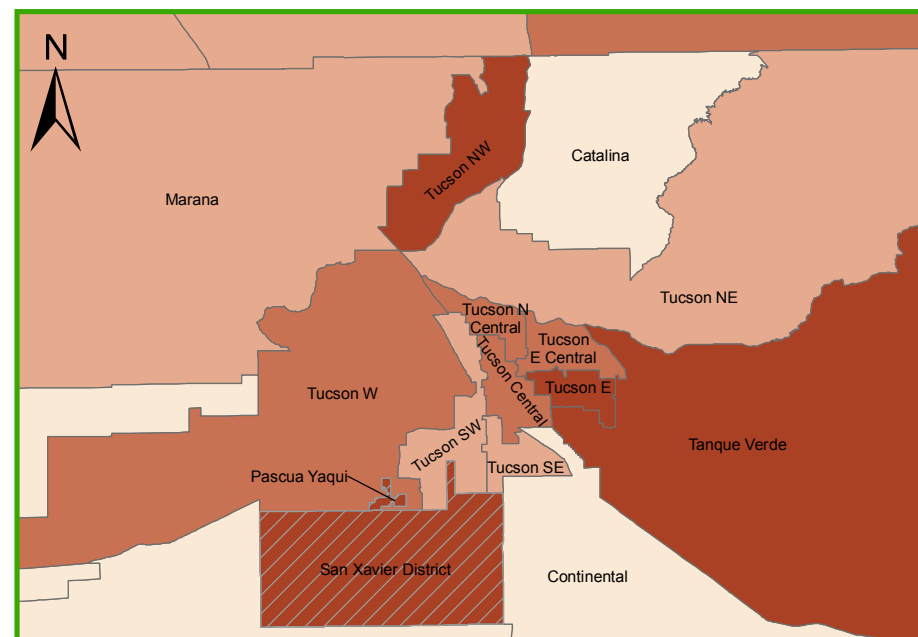 N
Catalina
Tucson NW
Marana
Tucson NE
Tucson N
Central
Tucson
E Central
Tucson Central
Tucson E
Tucson W
Tucson SW
Tanque Verde
Tucson SE
Pascua Yaqui
San Xavier District
Continental